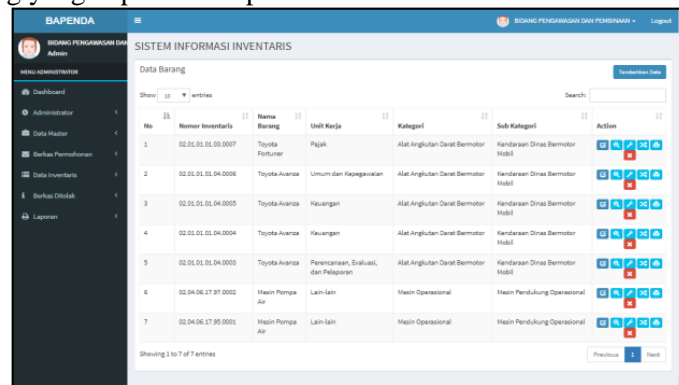 BAPENDA
BIDANG PENGAWASAN DAN PEMBINAAN
Logout
BIDANG PENGAWASAN DAN
Admin
MENU ADMINISTRATOR
Dashboard
Administrator
Data Master
Berkas Permohonan
Data Inventaris
Berkas Ditolak
Laporan
SISTEM INFORMASI INVENTARIS
Data Barang
Tambahkan Data
Show 10 entries
Search:
No Nomor Inventaris Nama Barang Unit Kerja Kategori Sub Kategori Action
1 02.01.01.01.03.0007 Toyota Fortuner Pajak Alat Angkutan Darat Bermotor Kendaraan Dinas Bermotor Mobil
2 02.01.01.01.04.0006 Toyota Avanza Umum dan Kepegawaian Alat Angkutan Darat Bermotor Kendaraan Dinas Bermotor Mobil
3 02.01.01.01.04.0005 Toyota Avanza Keuangan Alat Angkutan Darat Bermotor Kendaraan Dinas Bermotor Mobil
4 02.01.01.01.04.0004 Toyota Avanza Keuangan Alat Angkutan Darat Bermotor Kendaraan Dinas Bermotor Mobil
5 02.01.01.01.04.0003 Toyota Avanza Perencanaan, Evaluasi, dan Pelaporan Alat Angkutan Darat Bermotor Kendaraan Dinas Bermotor Mobil
6 02.04.06.17.97.0002 Mesin Pompa Air Lain-lain Mesin Operasional Mesin Pendukung Operasional
7 02.04.06.17.95.0001 Mesin Pompa Air Lain-lain Mesin Operasional Mesin Pendukung Operasional
Showing 1 to 7 of 7 entries
Previous 1 Next